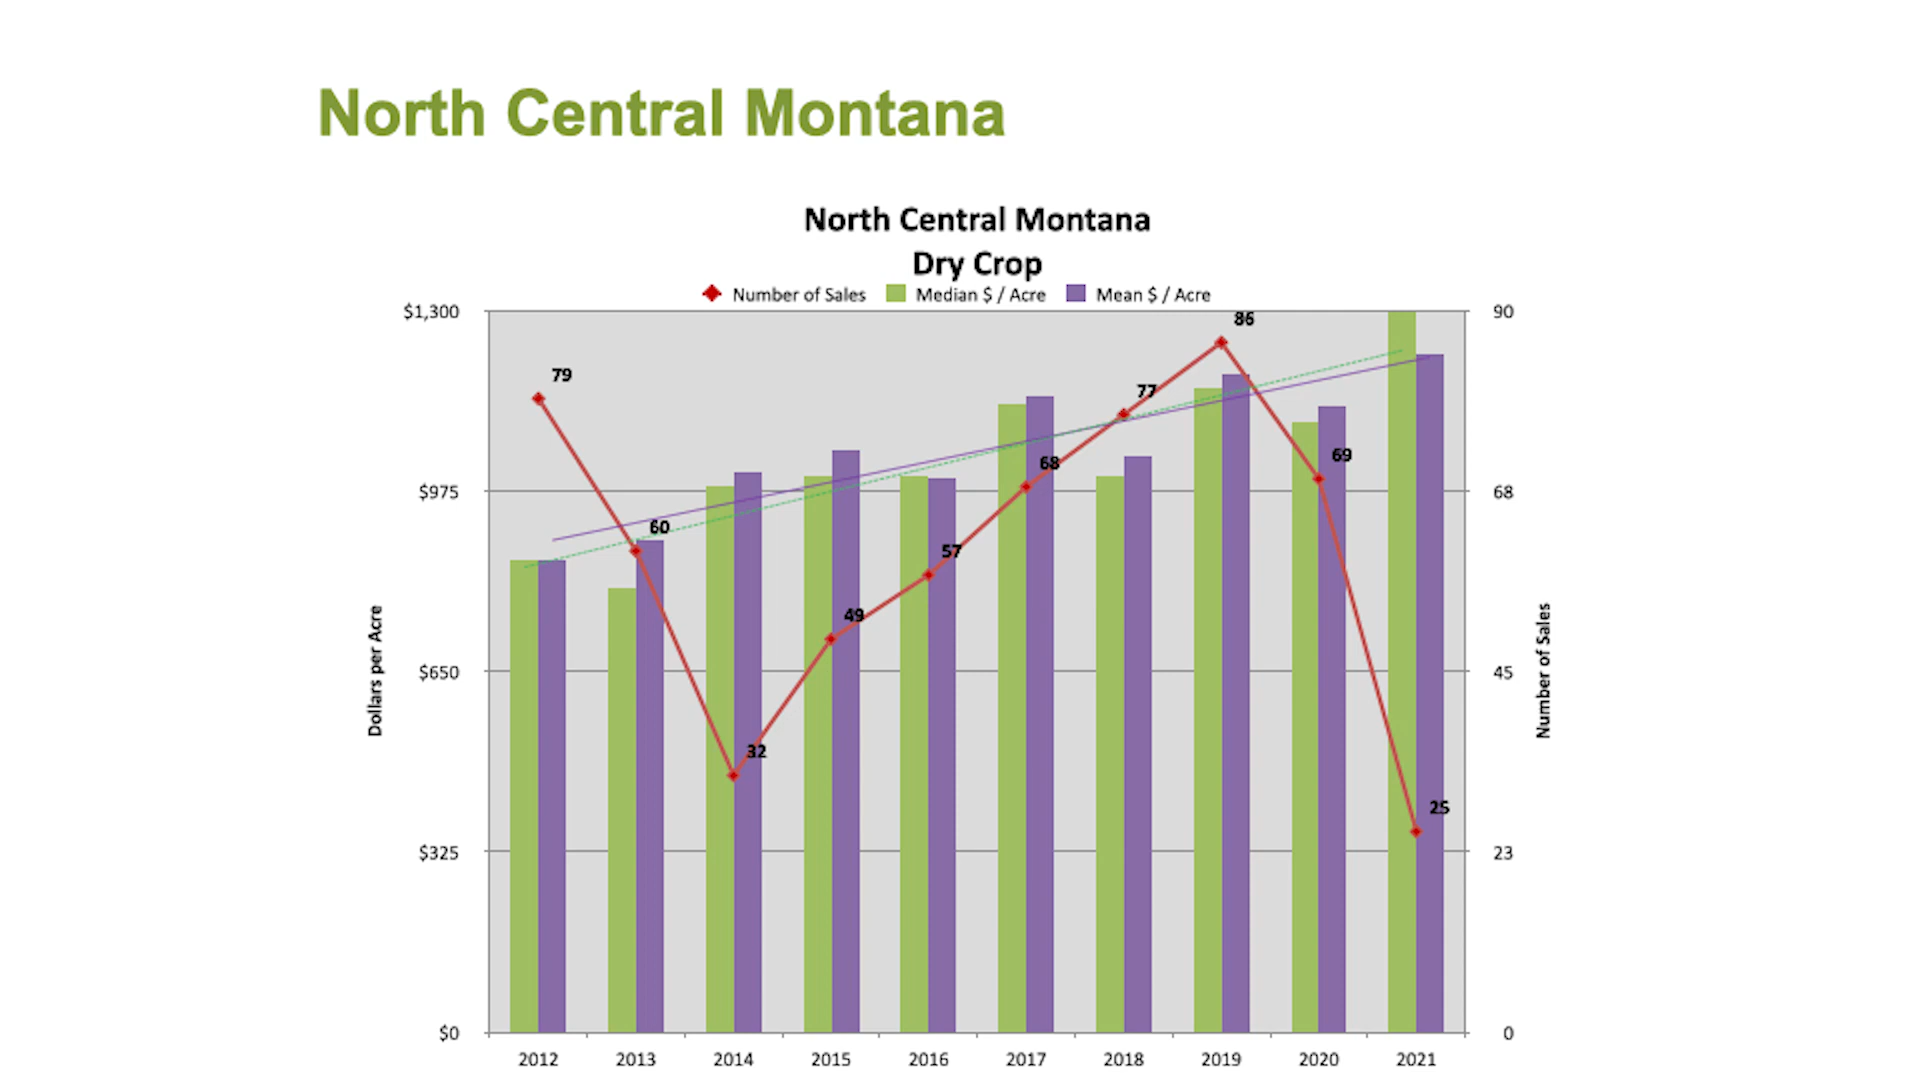 North Central Montana
North Central Montana
Dry Crop
Number of Sales
Median $ / Acre
Mean $ / Acre
$1,300
$975
$650
$325
$0
Dollars per Acre
79
60
32
49
57
68
77
86
69
25
90
68
45
23
0
Number of Sales
2012 2013 2014 2015 2016 2017 2018 2019 2020 2021